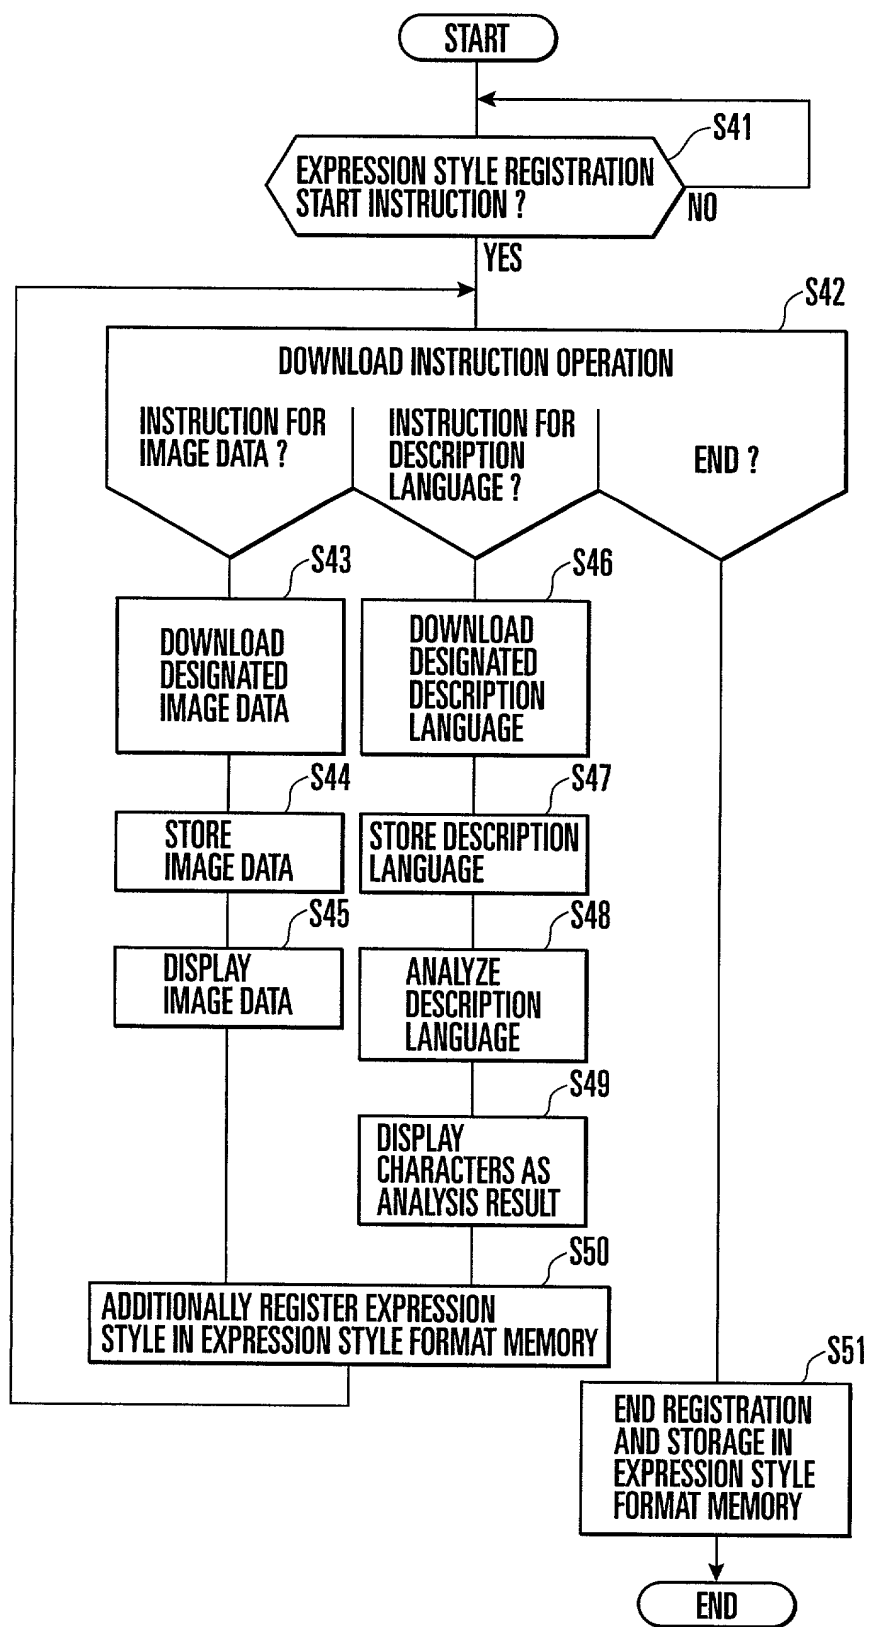 START
S41
EXPRESSION STYLE REGISTRATION
START INSTRUCTION ?
NO
YES
S42
DOWNLOAD INSTRUCTION OPERATION
INSTRUCTION FOR
IMAGE DATA ?
INSTRUCTION FOR
DESCRIPTION
LANGUAGE ?
END ?
S43
DOWNLOAD
DESIGNATED
IMAGE DATA
S44
STORE
IMAGE DATA
S45
DISPLAY
IMAGE DATA
S46
DOWNLOAD
DESIGNATED
DESCRIPTION
LANGUAGE
S47
STORE DESCRIPTION
LANGUAGE
S48
ANALYZE
DESCRIPTION
LANGUAGE
S49
DISPLAY
CHARACTERS AS
ANALYSIS RESULT
S50
ADDITIONALLY REGISTER EXPRESSION
STYLE IN EXPRESSION STYLE FORMAT MEMORY
S51
END REGISTRATION
AND STORAGE IN
EXPRESSION STYLE
FORMAT MEMORY
END